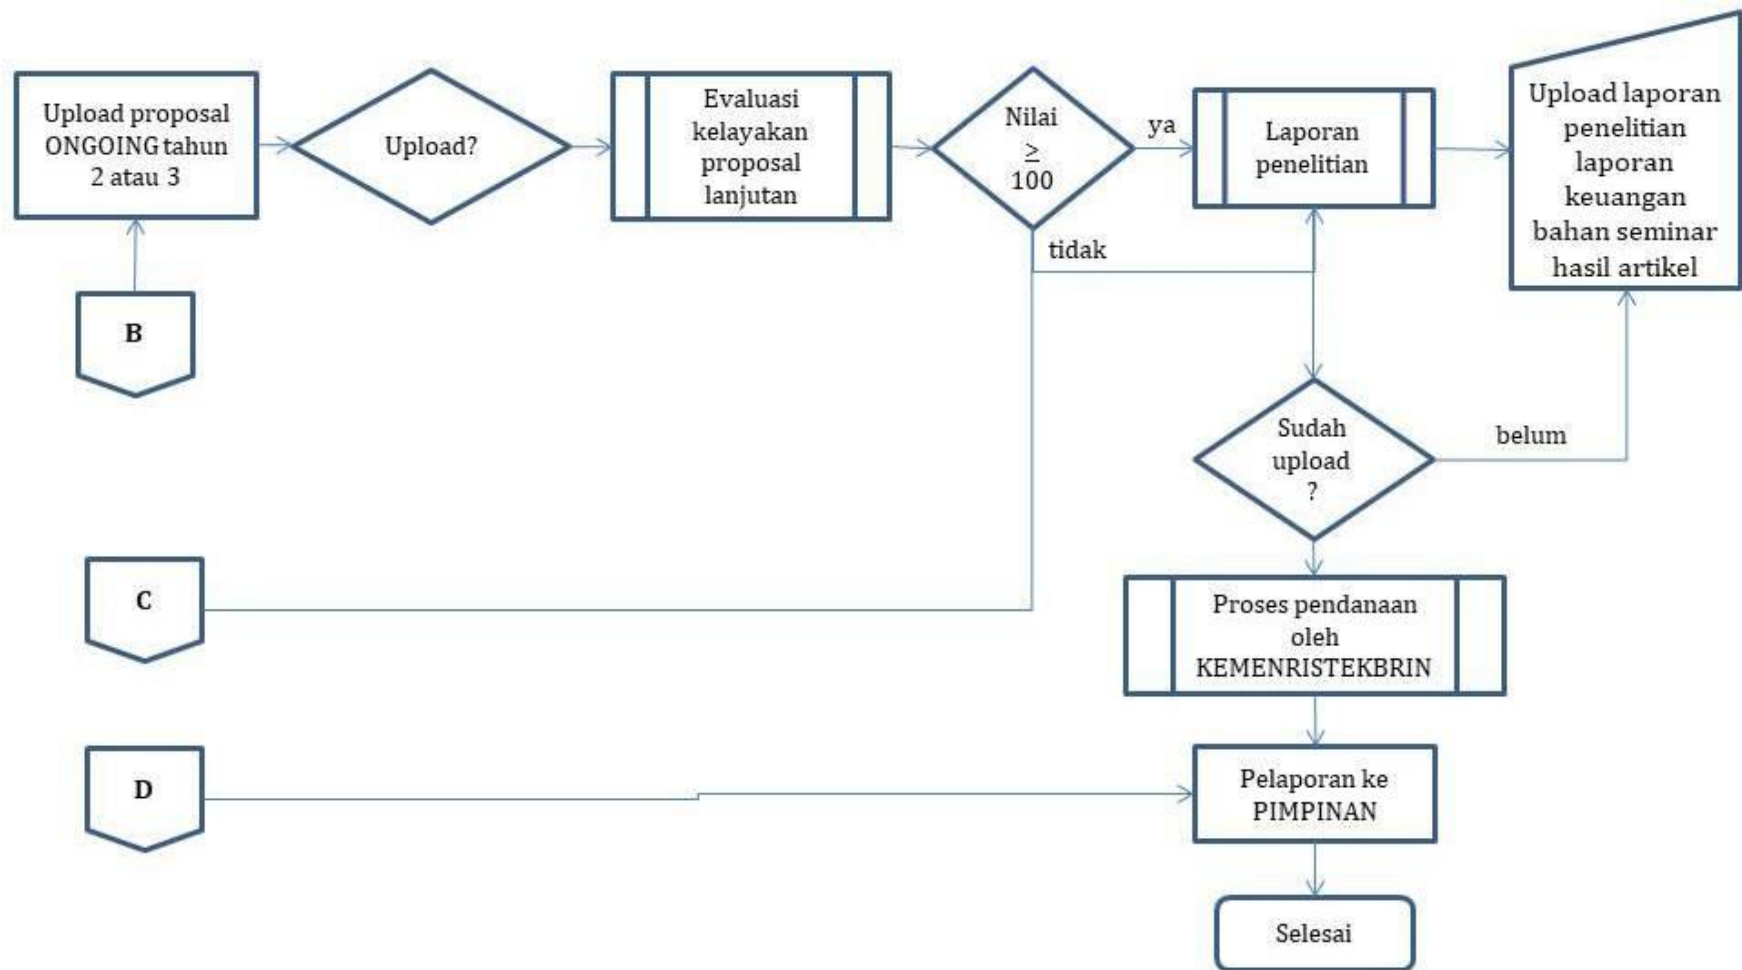 Upload proposal
ONGOING tahun
2 atau 3
Upload?
Evaluasi
kelayakan
proposal
lanjutan
Nilai
≥
100
ya
Laporan
penelitian
Upload laporan
penelitian
laporan
keuangan
bahan seminar
hasil artikel
tidak
B
Sudah
upload
?
belum
C
Proses pendanaan
oleh
KEMENRISTEKBRIN
D
Pelaporan ke
PIMPINAN
Selesai